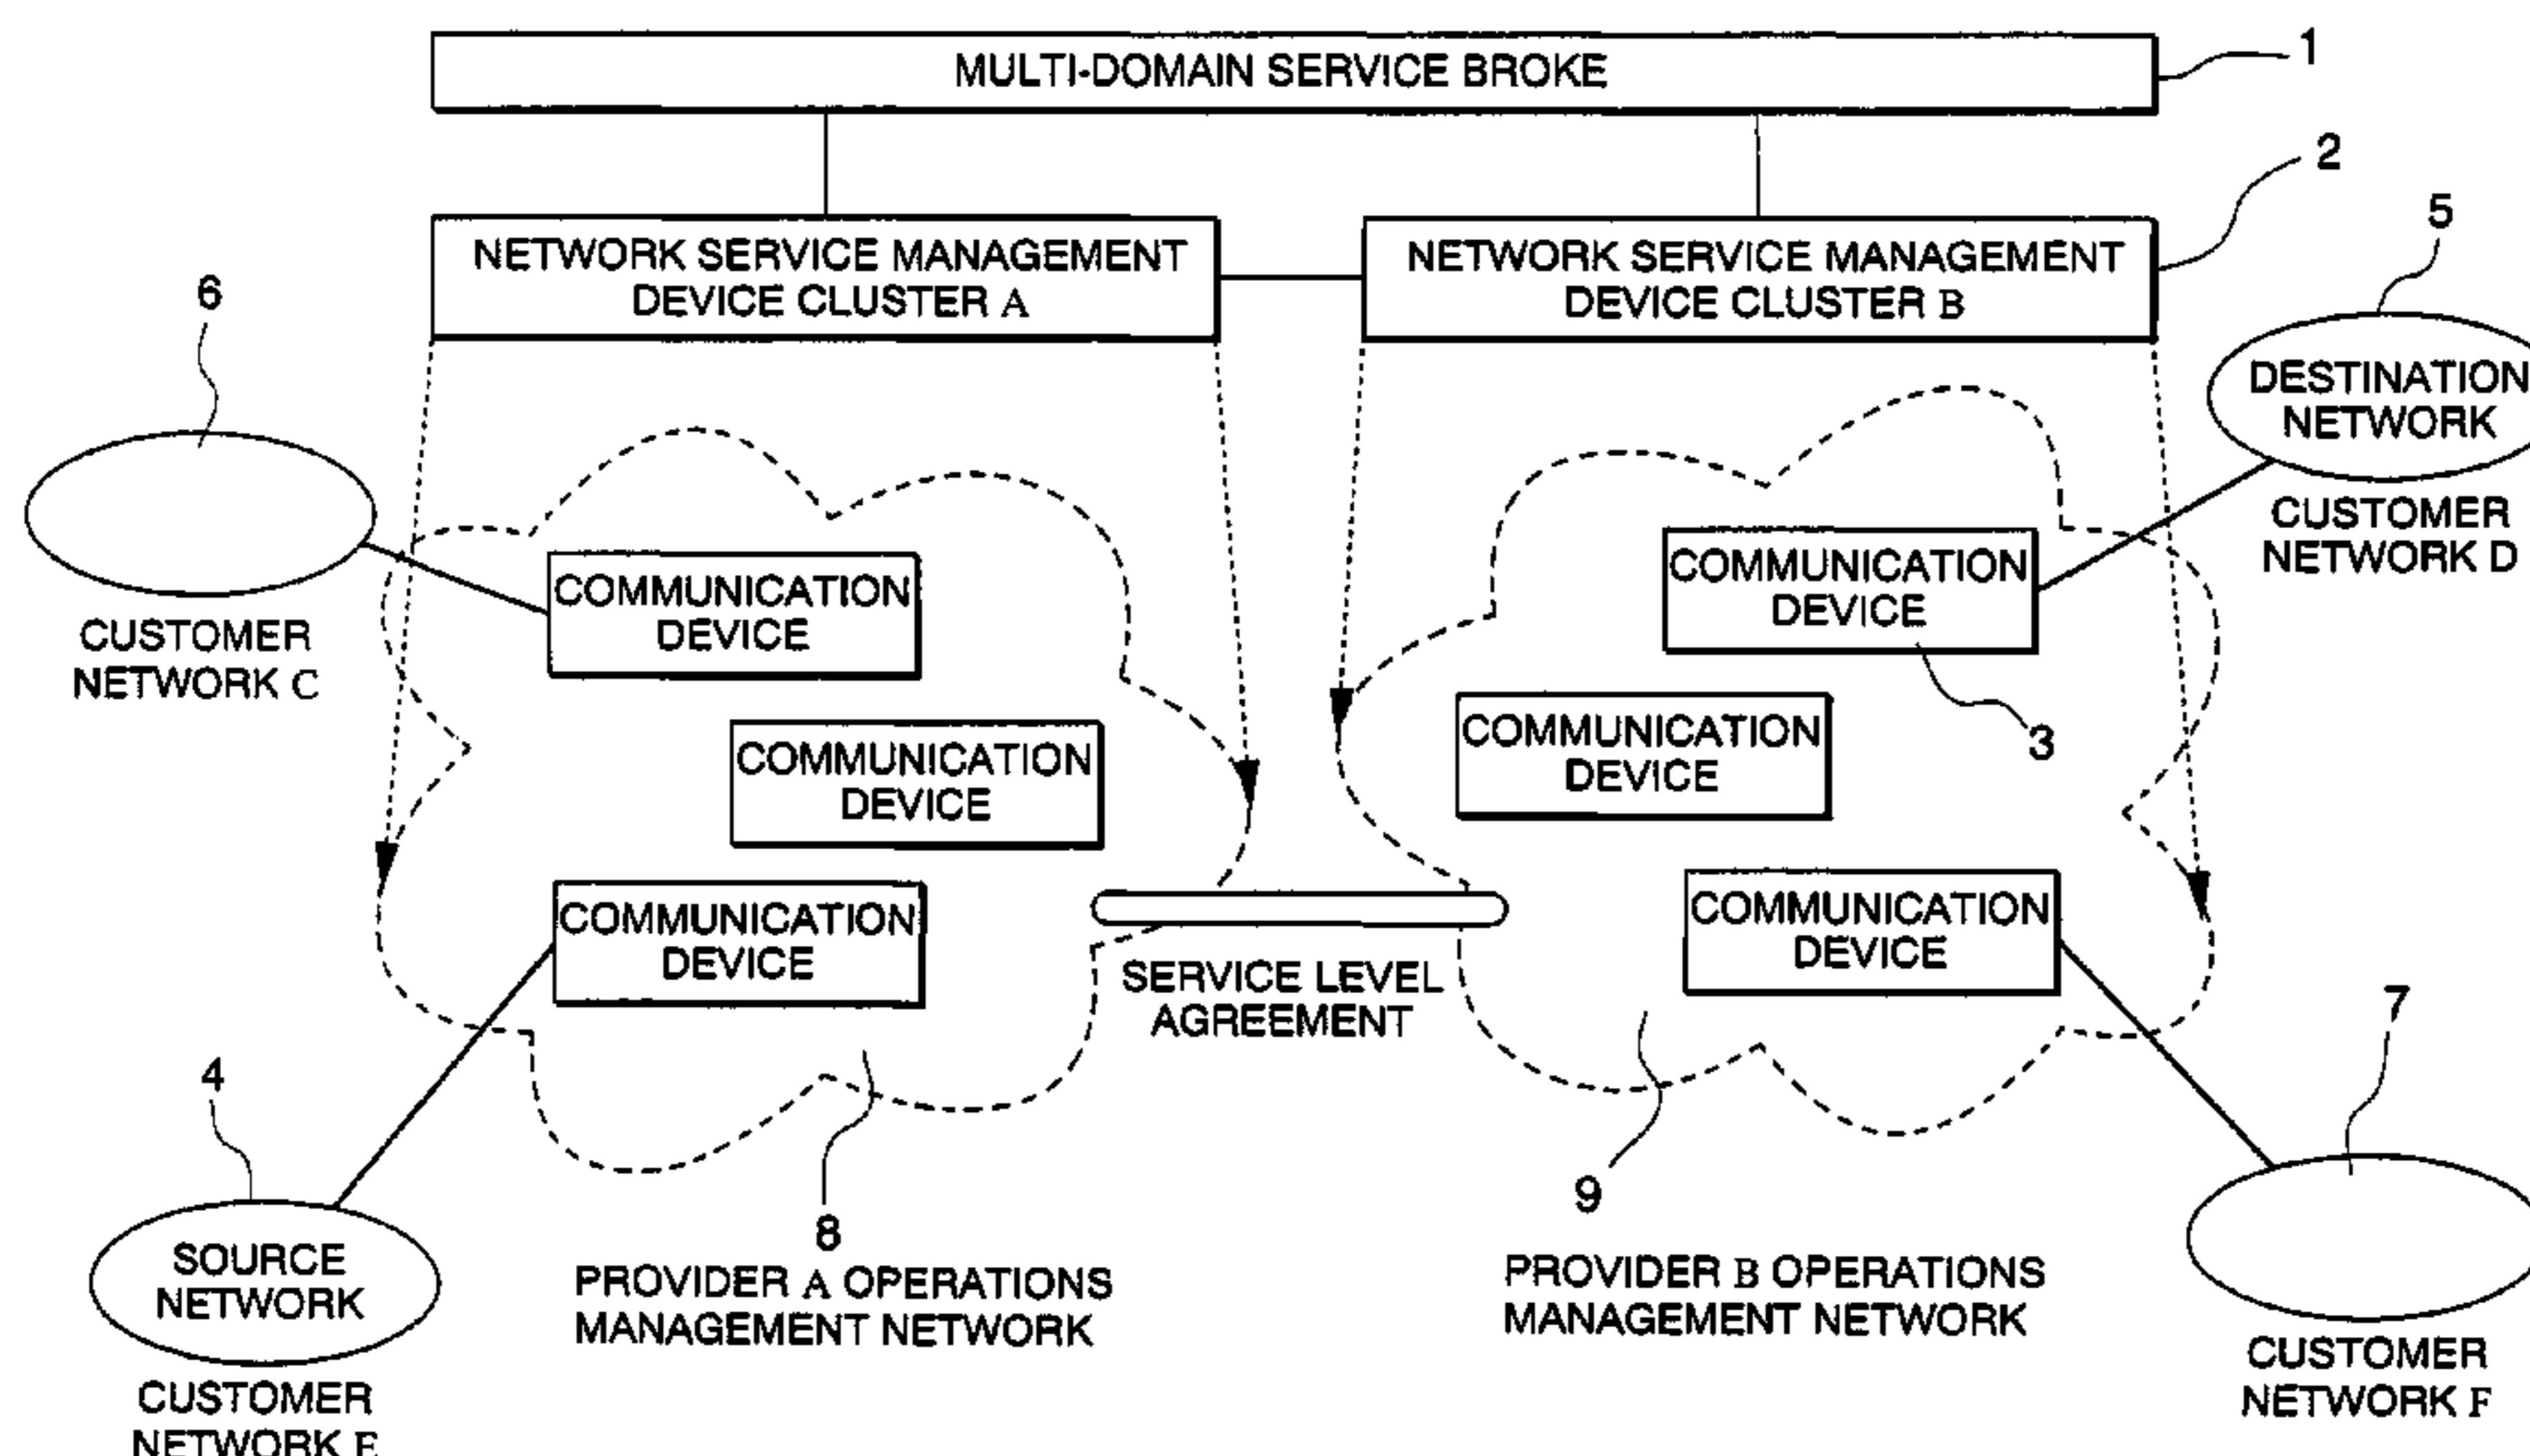 MULTI-DOMAIN SERVICE BROKE
1
2
NETWORK SERVICE MANAGEMENT
DEVICE CLUSTER A
NETWORK SERVICE MANAGEMENT
DEVICE CLUSTER B
5
6
DESTINATION
NETWORK
CUSTOMER
NETWORK D
CUSTOMER
NETWORK C
COMMUNICATION
DEVICE
COMMUNICATION
DEVICE
3
COMMUNICATION
DEVICE
COMMUNICATION
DEVICE
COMMUNICATION
DEVICE
COMMUNICATION
DEVICE
SERVICE LEVEL
AGREEMENT
7
4
8
9
SOURCE
NETWORK
PROVIDER A OPERATIONS
MANAGEMENT NETWORK
PROVIDER B OPERATIONS
MANAGEMENT NETWORK
CUSTOMER
NETWORK E
CUSTOMER
NETWORK F